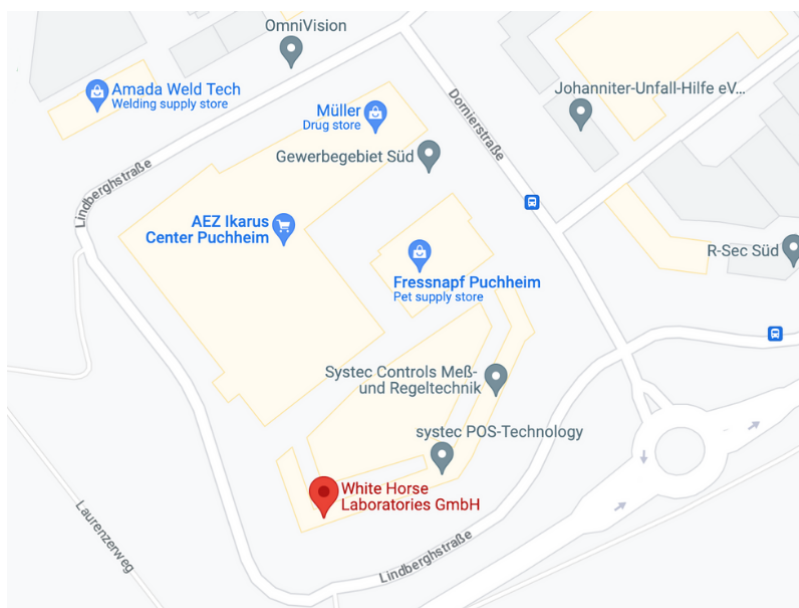 OmniVision
Amada Weld Tech
Welding supply store
Müller
Drug store
Johanniter-Unfall-Hilfe eV...
Dornierstraße
Gewerbegebiet Süd
Lindberghstraße
AEZ Ikarus
Center Puchheim
R-Sec Süd
Fressnapf Puchheim
Pet supply store
Systec Controls Meß-
und Regeltechnik
systec POS-Technology
White Horse
Laboratories GmbH
Laurenzerweg
Lindberghstraße